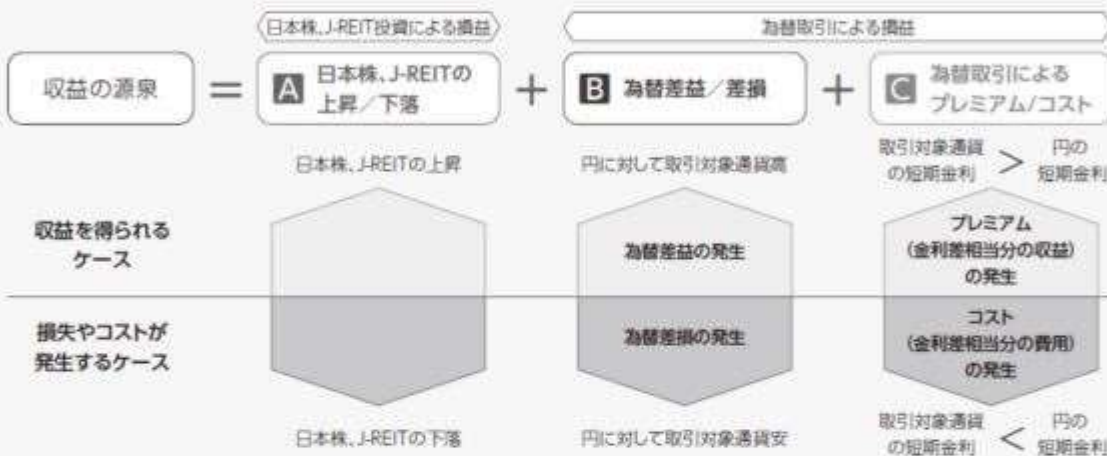 日本株、J-REIT投資による損益
為替取引による損益
収益の源泉
=
A
日本株、J-REITの
上昇/下落
+
B
為替差益/差損
+
C
為替取引による
プレミアム/コスト
日本株、J-REITの上昇
円に対して取引対象通貨高
取引対象通貨
の短期金利
>
円の
短期金利
収益を得られる
ケース
為替差益の発生
プレミアム
(金利差相当分の収益)
の発生
損失やコストが
発生するケース
為替差損の発生
コスト
(金利差相当分の費用)
の発生
日本株、J-REITの下落
円に対して取引対象通貨安
取引対象通貨
の短期金利
<
円の
短期金利